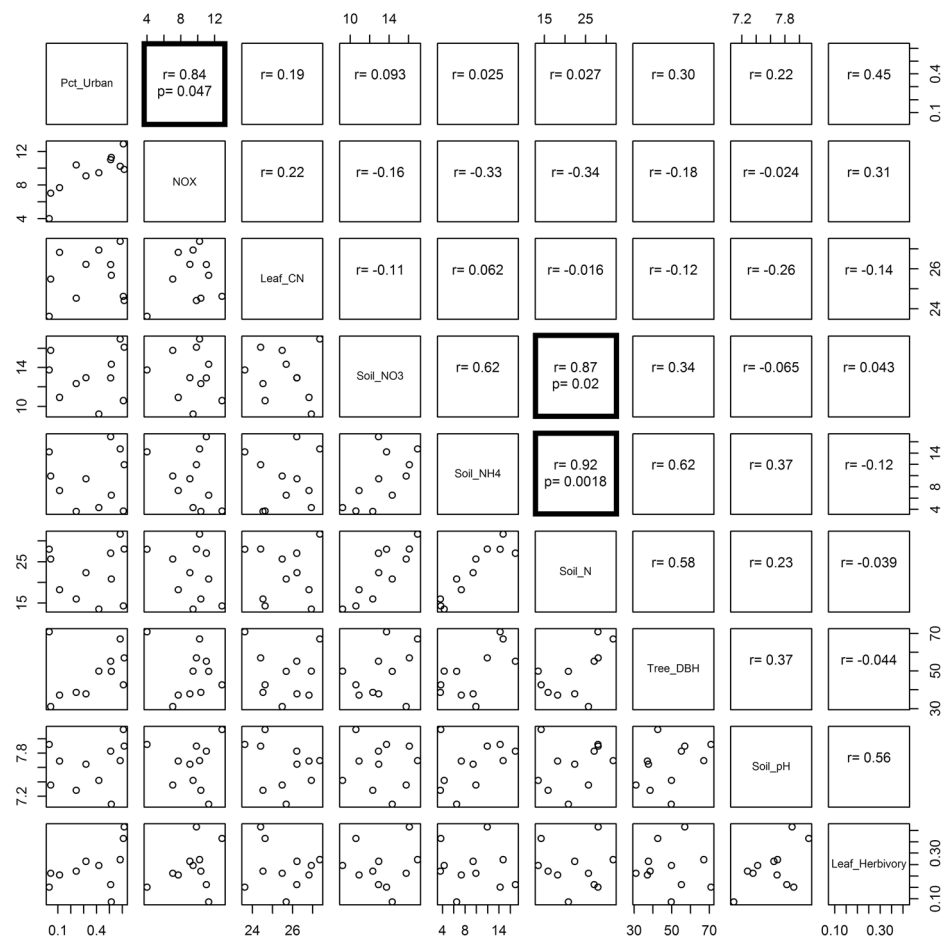 4 8 12 10 14 15 25 7.2 7.8
Pct_Urban r= 0.84 r= 0.19 r= 0.093 r= 0.025 r= 0.027 r= 0.30 r= 0.22 r= 0.45 0.1 0.4
p= 0.047
4 8 12 NOX r= 0.22 r= -0.16 r= -0.33 r= -0.34 r= -0.18 r= -0.024 r= 0.31
Leaf_CN r= -0.11 r= 0.062 r= -0.016 r= -0.12 r= -0.26 r= -0.14 24 26
10 14 Soil_NO3 r= 0.62 r= 0.87 r= 0.34 r= -0.065 r= 0.043
p= 0.02
Soil_NH4 r= 0.92 r= 0.62 r= 0.37 r= -0.12 4 8 14
p= 0.0018
15 25 Soil_N r= 0.58 r= 0.23 r= -0.039
Tree_DBH r= 0.37 r= -0.044 30 50 70
7.2 7.8 Soil_pH r= 0.56
Leaf_Herbivory 0.10 0.30
0.1 0.4 24 26 4 8 14 30 50 70 0.10 0.30